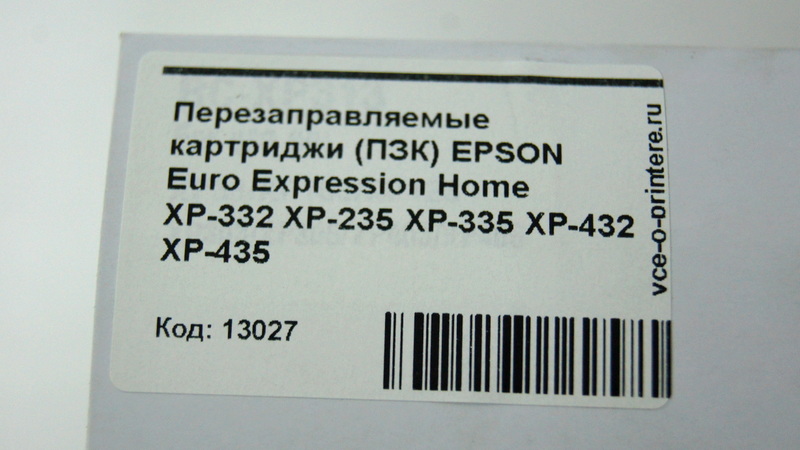 Перезаправляемые
картриджи (ПЗК) EPSON
Euro Expression Home
XP-332 XP-235 XP-335 XP-432
XP-435
Код: 13027
vce-o-printere.ru